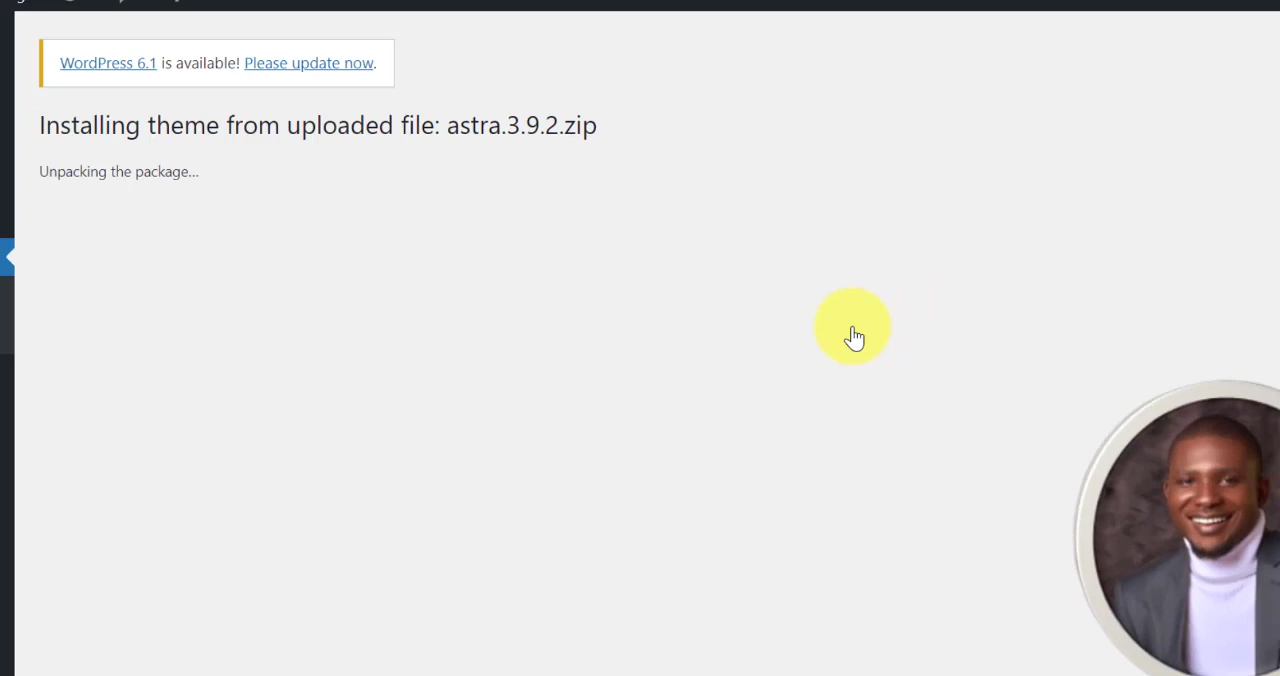 WordPress 6.1 is available! Please update now.
Installing theme from uploaded file: astra.3.9.2.zip
Unpacking the package...